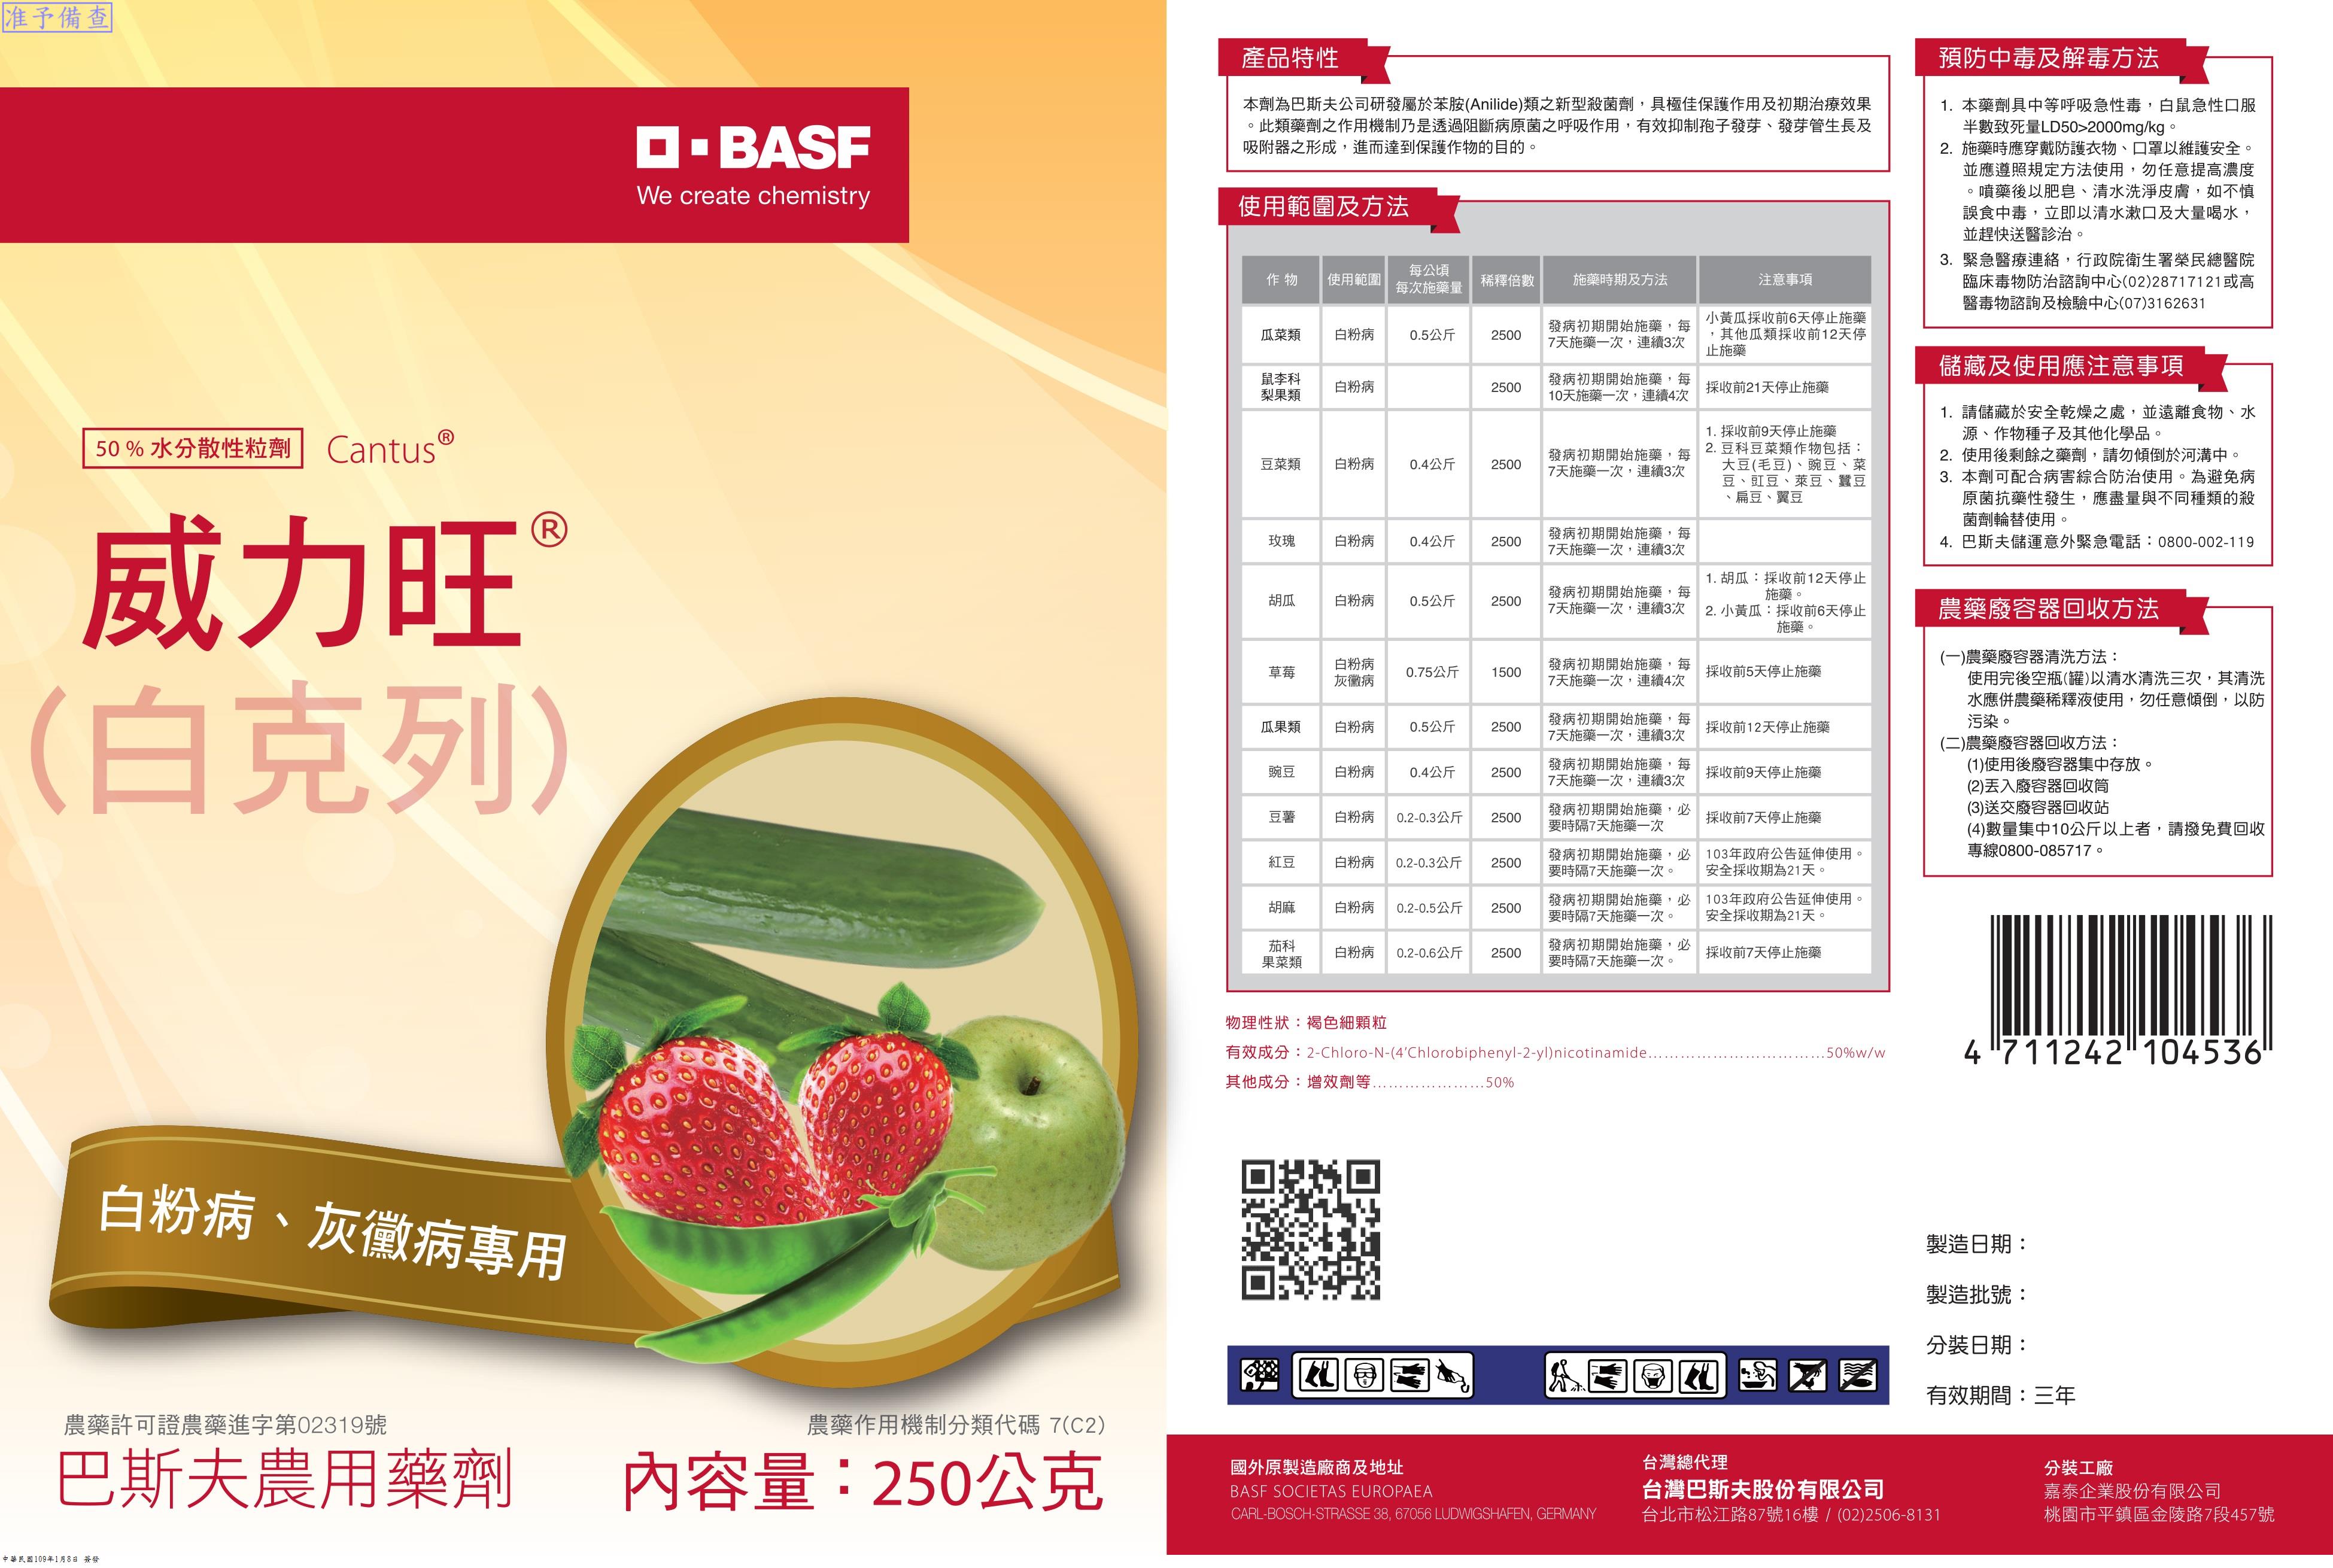 准予備查
BASF
We create chemistry
50 % 水分散性粒劑
Cantus®
威力旺®
(白克列)
白粉病、灰黴病專用
農藥許可證農藥進字第02319號
農藥作用機制分類代碼 7(C2)
巴斯夫農用藥劑
內容量：250公克
中華民國109年1月8日 簽發
產品特性
本劑為巴斯夫公司研發屬於苯胺(Anilide)類之新型殺菌劑，具極佳保護作用及初期治療效果
。此類藥劑之作用機制乃是透過阻斷病原菌之呼吸作用，有效抑制孢子發芽、發芽管生長及
吸附器之形成，進而達到保護作物的目的。
使用範圍及方法
作 物 使用範圍 每公頃 每次施藥量 稀釋倍數 施藥時期及方法 注意事項
瓜菜類 白粉病 0.5公斤 2500 發病初期開始施藥，每
7天施藥一次，連續3次
小黃瓜採收前6天停止施藥
，其他瓜類採收前12天停
止施藥
鼠李科
梨果類
白粉病 2500 發病初期開始施藥，每
10天施藥一次，連續4次
採收前21天停止施藥
豆菜類 白粉病 0.4公斤 2500 發病初期開始施藥，每
7天施藥一次，連續3次
1. 採收前9天停止施藥
2. 豆科豆菜類作物包括：
大豆(毛豆)、豌豆、菜
豆、豇豆、萊豆、蠶豆
、扁豆、翼豆
玫瑰 白粉病 0.4公斤 2500 發病初期開始施藥，每
7天施藥一次，連續3次
胡瓜 白粉病 0.5公斤 2500 發病初期開始施藥，每
7天施藥一次，連續3次
1. 胡瓜：採收前12天停止
施藥。
2. 小黃瓜：採收前6天停止
施藥。
草莓 白粉病
灰黴病
0.75公斤 1500 發病初期開始施藥，每
7天施藥一次，連續4次
採收前5天停止施藥
瓜果類 白粉病 0.5公斤 2500 發病初期開始施藥，每
7天施藥一次，連續3次
採收前12天停止施藥
豌豆 白粉病 0.4公斤 2500 發病初期開始施藥，每
7天施藥一次，連續3次
採收前9天停止施藥
豆薯 白粉病 0.2-0.3公斤 2500 發病初期開始施藥，必
要時隔7天施藥一次
採收前7天停止施藥
紅豆 白粉病 0.2-0.3公斤 2500 發病初期開始施藥，必
要時隔7天施藥一次。
103年政府公告延伸使用。
安全採收期為21天。
胡麻 白粉病 0.2-0.5公斤 2500 發病初期開始施藥，必
要時隔7天施藥一次。
103年政府公告延伸使用。
安全採收期為21天。
茄科
果菜類
白粉病 0.2-0.6公斤 2500 發病初期開始施藥，必
要時隔7天施藥一次。
採收前7天停止施藥
物理性狀：褐色細顆粒
有效成分：2-Chloro-N-(4'Chlorobiphenyl-2-yl)nicotinamide.................................50%w/w
其他成分：增效劑等.....................50%
預防中毒及解毒方法
1. 本藥劑具中等呼吸急性毒，白鼠急性口服
半數致死量LD50>2000mg/kg。
2. 施藥時應穿戴防護衣物、口罩以維護安全。
並應遵照規定方法使用，勿任意提高濃度
。噴藥後以肥皂、清水洗淨皮膚，如不慎
誤食中毒，立即以清水漱口及大量喝水，
並趕快送醫診治。
3. 緊急醫療連絡，行政院衛生署榮民總醫院
臨床毒物防治諮詢中心(02)28717121或高
醫毒物諮詢及檢驗中心(07)3162631
儲藏及使用應注意事項
1. 請儲藏於安全乾燥之處，並遠離食物、水
源、作物種子及其他化學品。
2. 使用後剩餘之藥劑，請勿傾倒於河溝中。
3. 本劑可配合病害綜合防治使用。為避免病
原菌抗藥性發生，應盡量與不同種類的殺
菌劑輪替使用。
4. 巴斯夫儲運意外緊急電話：0800-002-119
農藥廢容器回收方法
(一)農藥廢容器清洗方法：
使用完後空瓶(罐)以清水清洗三次，其清洗
水應併農藥稀釋液使用，勿任意傾倒，以防
污染。
(二)農藥廢容器回收方法：
(1)使用後廢容器集中存放。
(2)丟入廢容器回收筒
(3)送交廢容器回收站
(4)數量集中10公斤以上者，請撥免費回收
專線0800-085717。
4 711242 104536
製造日期：
製造批號：
分裝日期：
有效期間：三年
國外原製造廠商及地址
BASF SOCIETAS EUROPAEA
CARL-BOSCH-STRASSE 38, 67056 LUDWIGSHAFEN, GERMANY
台灣總代理
台灣巴斯夫股份有限公司
台北市松江路87號16樓 / (02)2506-8131
分裝工廠
嘉泰企業股份有限公司
桃園市平鎮區金陵路7段457號